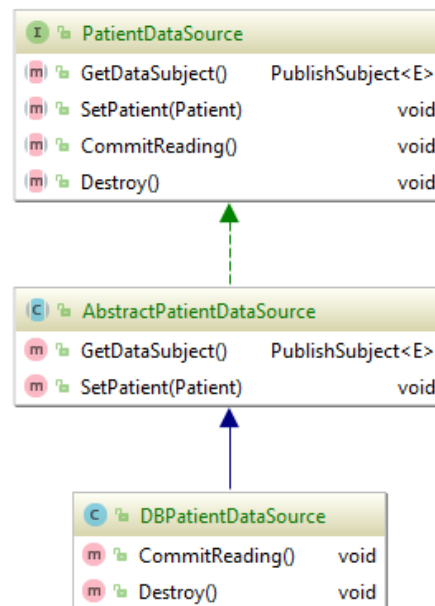 I PatientDataSource
m GetDataSubject() PublishSubject<E>
m SetPatient(Patient) void
m CommitReading() void
m Destroy() void
C AbstractPatientDataSource
m GetDataSubject() PublishSubject<E>
m SetPatient(Patient) void
C DBPatientDataSource
m CommitReading() void
m Destroy() void